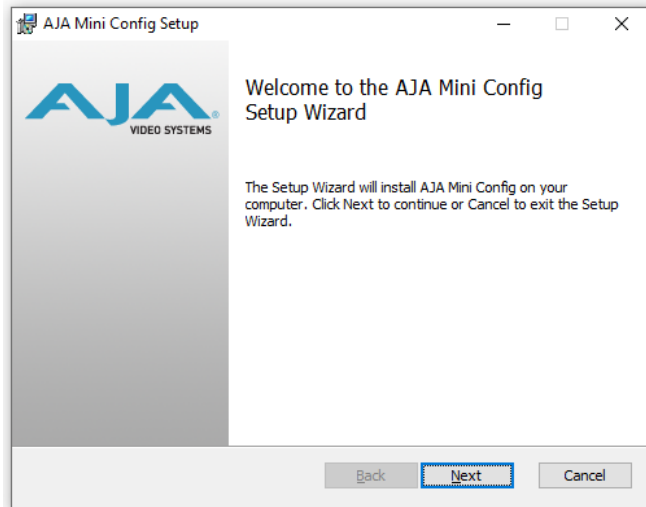 AJA Mini Config Setup
AJA®
VIDEO SYSTEMS
Welcome to the AJA Mini Config
Setup Wizard
The Setup Wizard will install AJA Mini Config on your
computer. Click Next to continue or Cancel to exit the Setup
Wizard.
Back Next Cancel